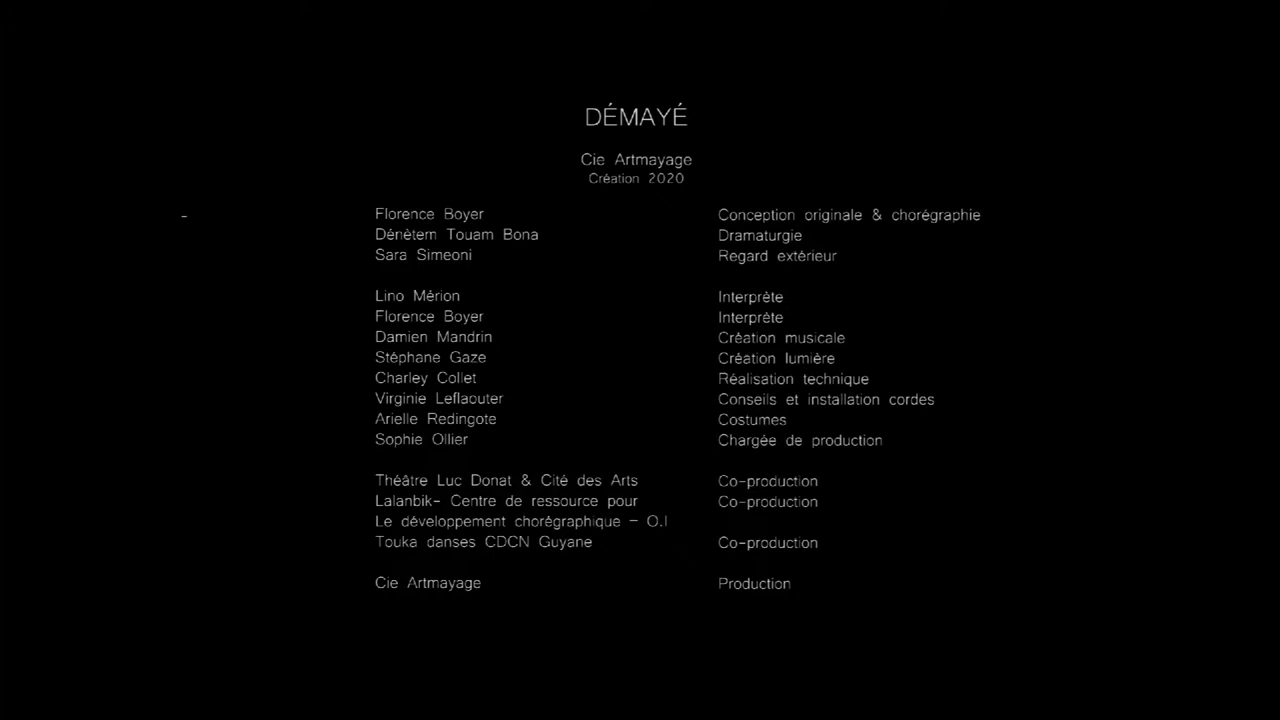 DÉMAYÉ
Cie Artmayage
Création 2020
- Florence Boyer Conception originale & chorégraphie
Dénètem Touam Bona Dramaturgie
Sara Simeoni Regard extérieur
Lino Mérion Interprète
Florence Boyer Interprète
Damien Mandrin Création musicale
Stéphane Gaze Création lumière
Charley Collet Réalisation technique
Virginie Leflaouter Conseils et installation cordes
Arielle Redingote Costumes
Sophie Ollier Chargée de production
Théâtre Luc Donat & Cité des Arts Co-production
Lalanbik- Centre de ressource pour Co-production
Le développement chorégraphique – O.I
Touka danses CDCN Guyane Co-production
Cie Artmayage Production